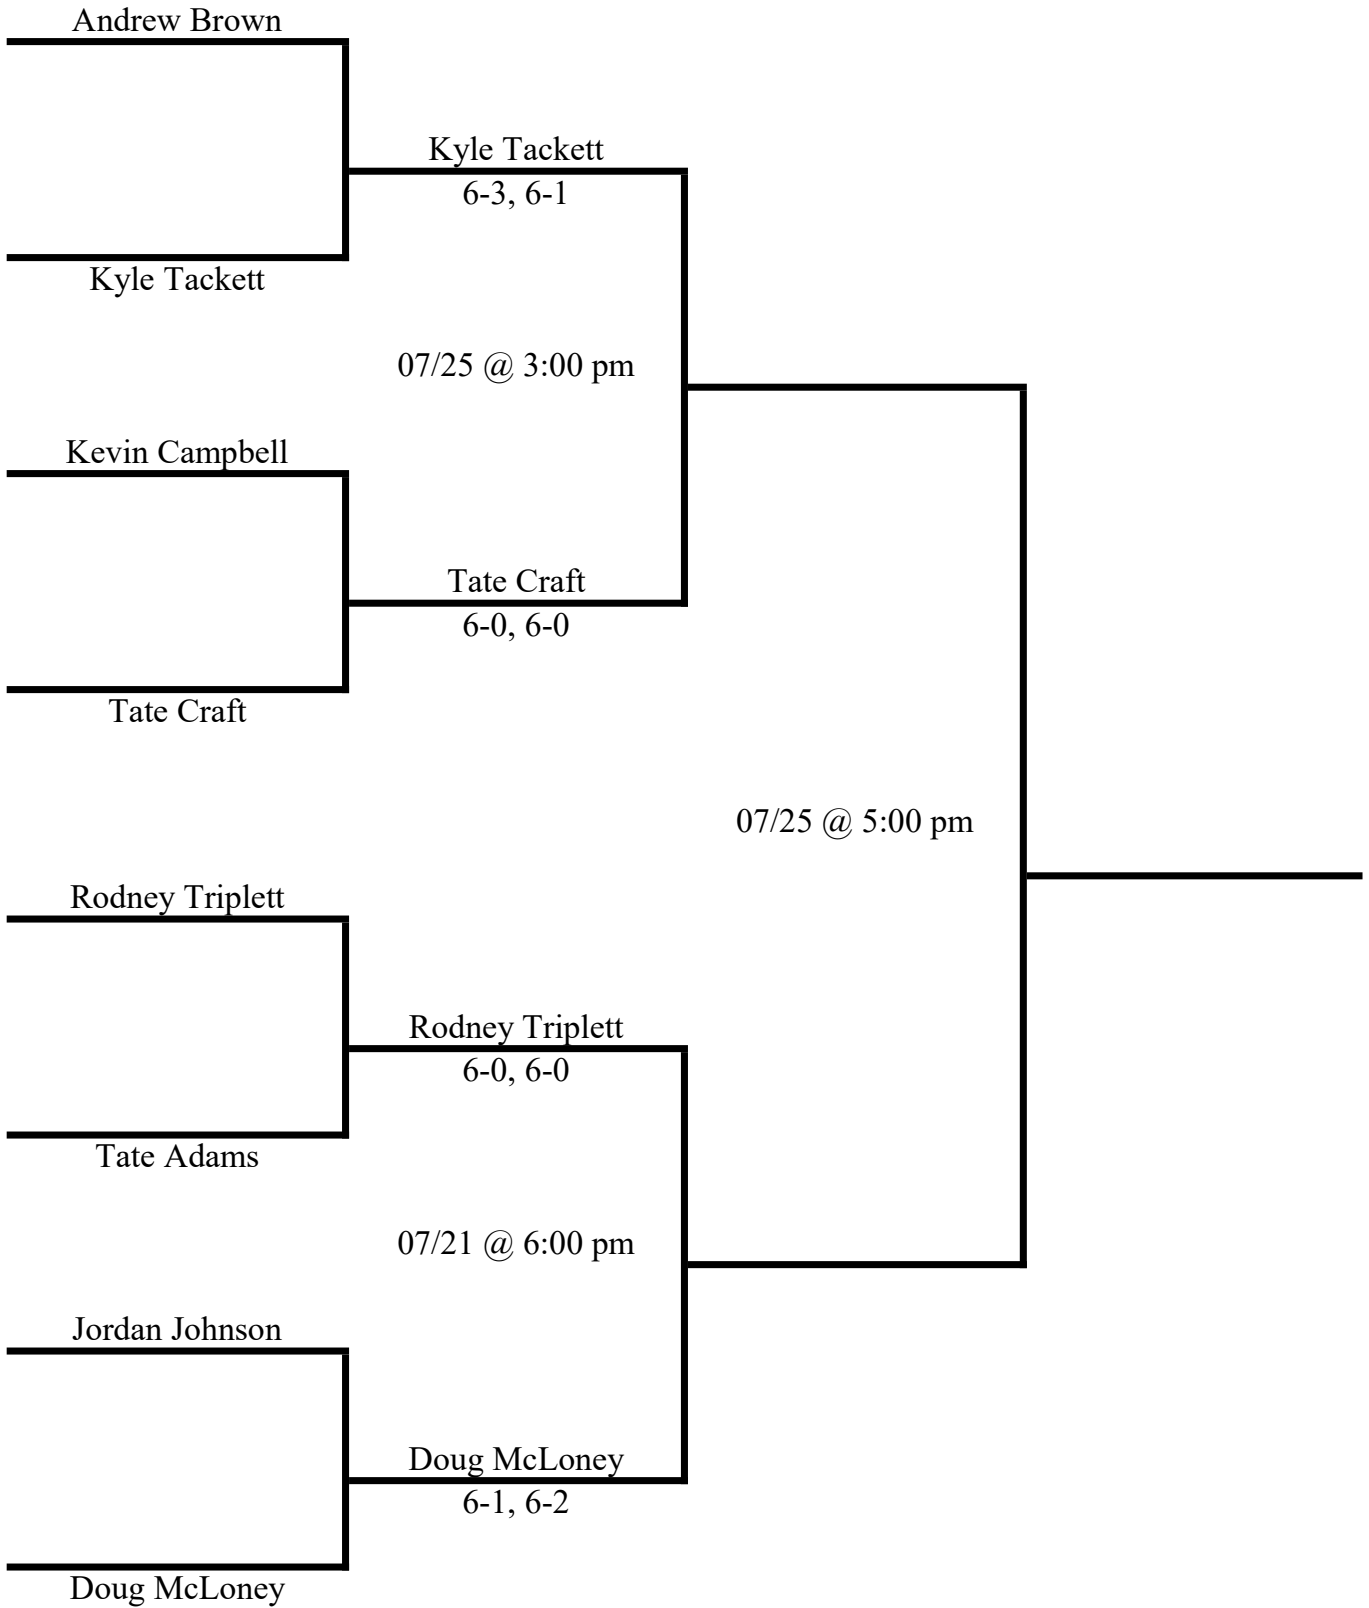 Andrew Brown
Kyle Tackett
6-3, 6-1
Kyle Tackett
07/25 @ 3:00 pm
Kevin Campbell
Tate Craft
6-0, 6-0
Tate Craft
07/25 @ 5:00 pm
Rodney Triplett
Rodney Triplett
6-0, 6-0
Tate Adams
07/21 @ 6:00 pm
Jordan Johnson
Doug McLoney
6-1, 6-2
Doug McLoney